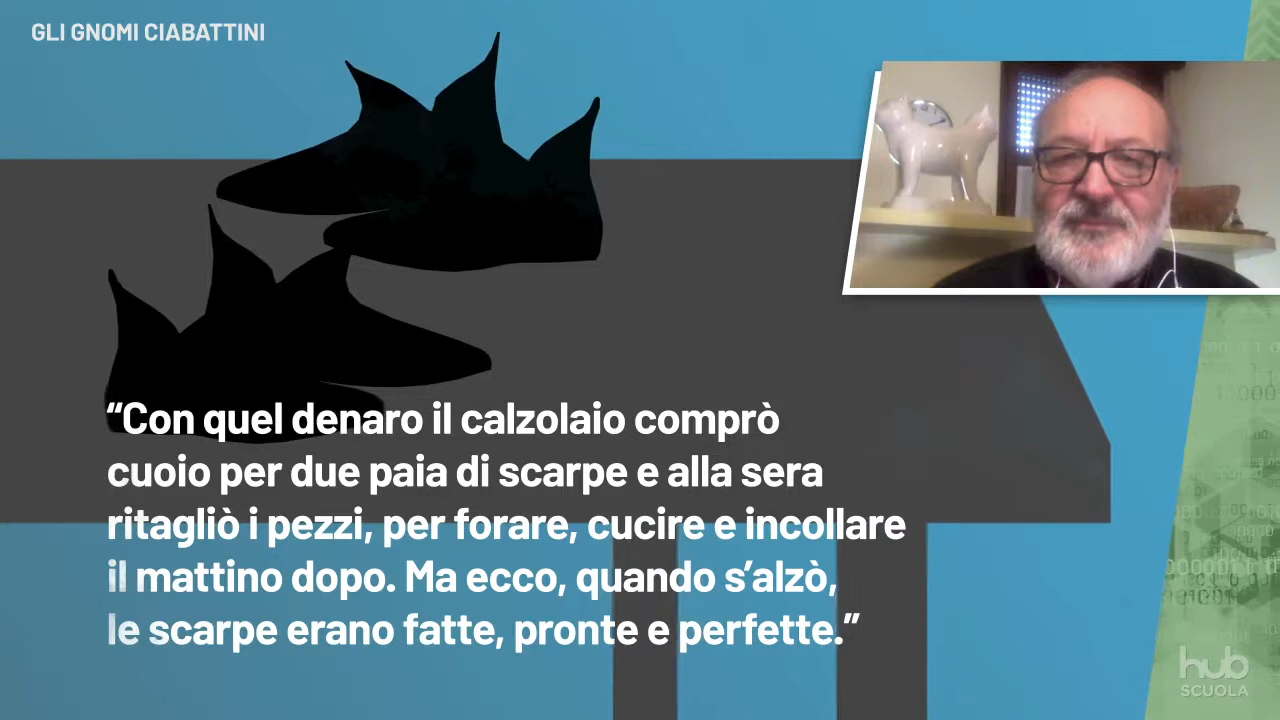 GLI GNOMI CIABATTINI
“Con quel denaro il calzolaio comprò
cuoio per due paia di scarpe e alla sera
ritagliò i pezzi, per forare, cucire e incollare
il mattino dopo. Ma ecco, quando s’alzò,
le scarpe erano fatte, pronte e perfette.”
hub
SCUOLA